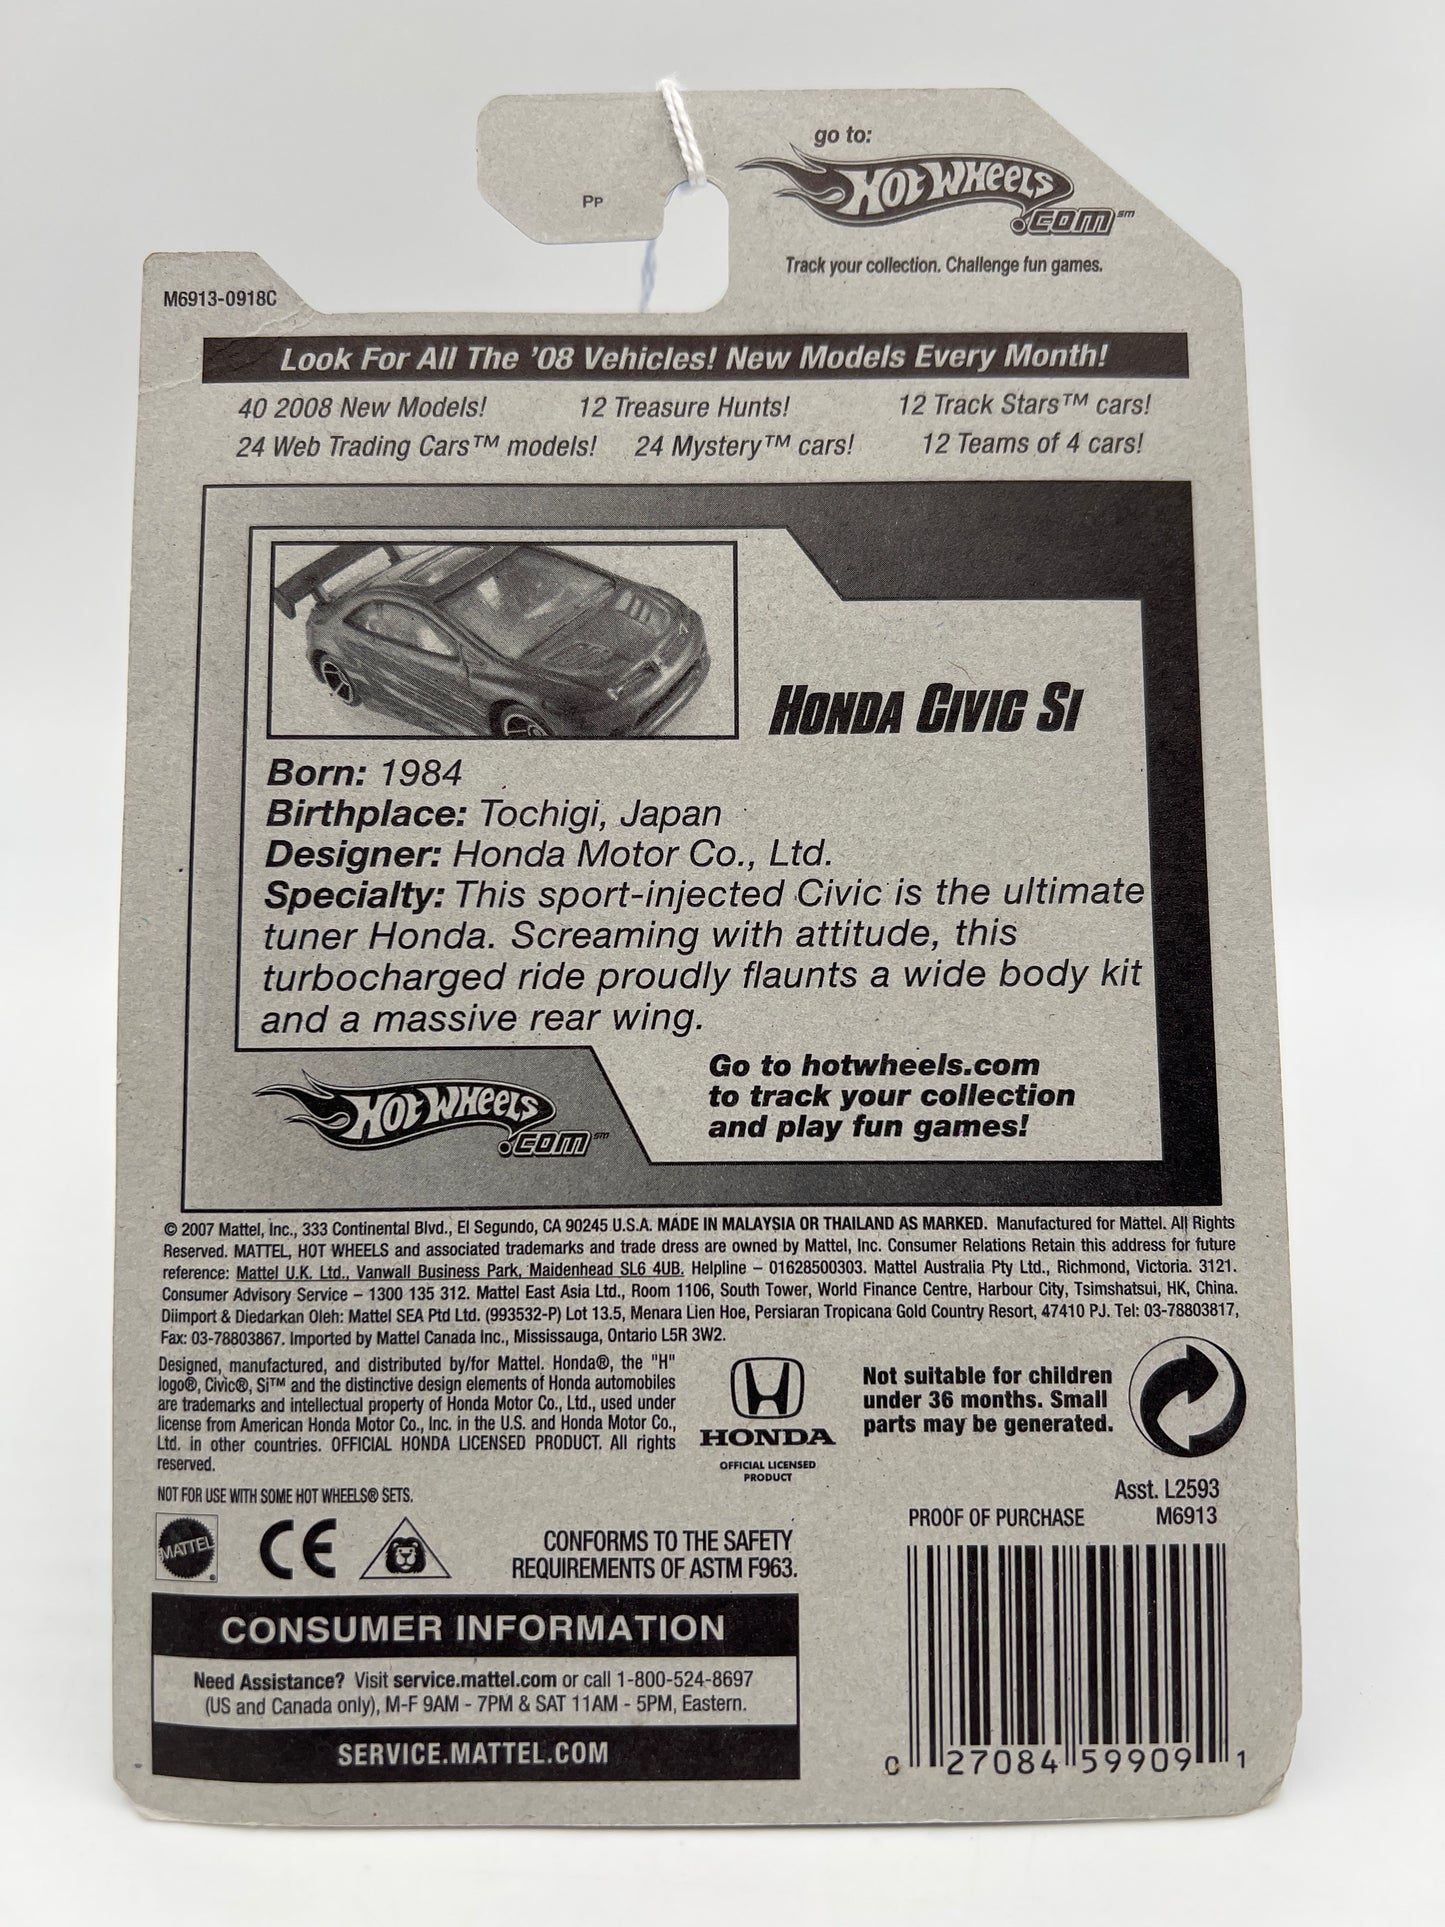 go to:
HOT WHEELS
.COM℠
Pp
Track your collection. Challenge fun games.
M6913-0918C
Look For All The '08 Vehicles! New Models Every Month!
40 2008 New Models! 12 Treasure Hunts! 12 Track Stars™ cars!
24 Web Trading Cars™ models! 24 Mystery™ cars! 12 Teams of 4 cars!
HONDA CIVIC SI
Born: 1984
Birthplace: Tochigi, Japan
Designer: Honda Motor Co., Ltd.
Specialty: This sport-injected Civic is the ultimate
tuner Honda. Screaming with attitude, this
turbocharged ride proudly flaunts a wide body kit
and a massive rear wing.
HOT WHEELS
.COM℠
Go to hotwheels.com
to track your collection
and play fun games!
© 2007 Mattel, Inc., 333 Continental Blvd., El Segundo, CA 90245 U.S.A. MADE IN MALAYSIA OR THAILAND AS MARKED. Manufactured for Mattel. All Rights
Reserved. MATTEL, HOT WHEELS and associated trademarks and trade dress are owned by Mattel, Inc. Consumer Relations Retain this address for future
reference: Mattel U.K. Ltd., Vanwall Business Park, Maidenhead SL6 4UB. Helpline – 01628500303. Mattel Australia Pty Ltd., Richmond, Victoria. 3121.
Consumer Advisory Service – 1300 135 312. Mattel East Asia Ltd., Room 1106, South Tower, World Finance Centre, Harbour City, Tsimshatsui, HK, China.
Diimport & Diedarkan Oleh: Mattel SEA Ptd Ltd. (993532-P) Lot 13.5, Menara Lien Hoe, Persiaran Tropicana Gold Country Resort, 47410 PJ. Tel: 03-78803817,
Fax: 03-78803867. Imported by Mattel Canada Inc., Mississauga, Ontario L5R 3W2.
Designed, manufactured, and distributed by/for Mattel. Honda®, the "H"
logo®, Civic®, Si™ and the distinctive design elements of Honda automobiles
are trademarks and intellectual property of Honda Motor Co., Ltd., used under
license from American Honda Motor Co., Inc. in the U.S. and Honda Motor Co.,
Ltd. in other countries. OFFICIAL HONDA LICENSED PRODUCT. All rights
reserved.
HONDA
OFFICIAL LICENSED
PRODUCT
Not suitable for children
under 36 months. Small
parts may be generated.
NOT FOR USE WITH SOME HOT WHEELS® SETS.
MATTEL
CE
CONFORMS TO THE SAFETY
REQUIREMENTS OF ASTM F963.
Asst. L2593
PROOF OF PURCHASE M6913
CONSUMER INFORMATION
Need Assistance? Visit service.mattel.com or call 1-800-524-8697
(US and Canada only), M-F 9AM - 7PM & SAT 11AM - 5PM, Eastern.
SERVICE.MATTEL.COM
0 27084 59909 1